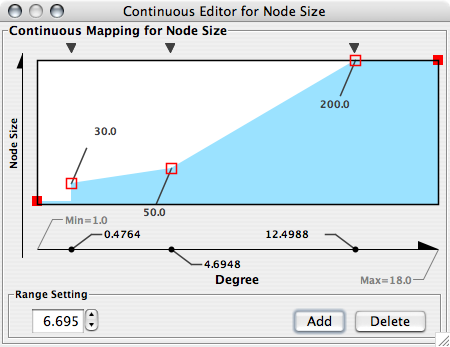 Continuous Editor for Node Size
Continuous Mapping for Node Size
Node Size
30.0
200.0
50.0
Min=1.0
0.4764
12.4988
4.6948
Degree
Max=18.0
Range Setting
6.695
Add
Delete